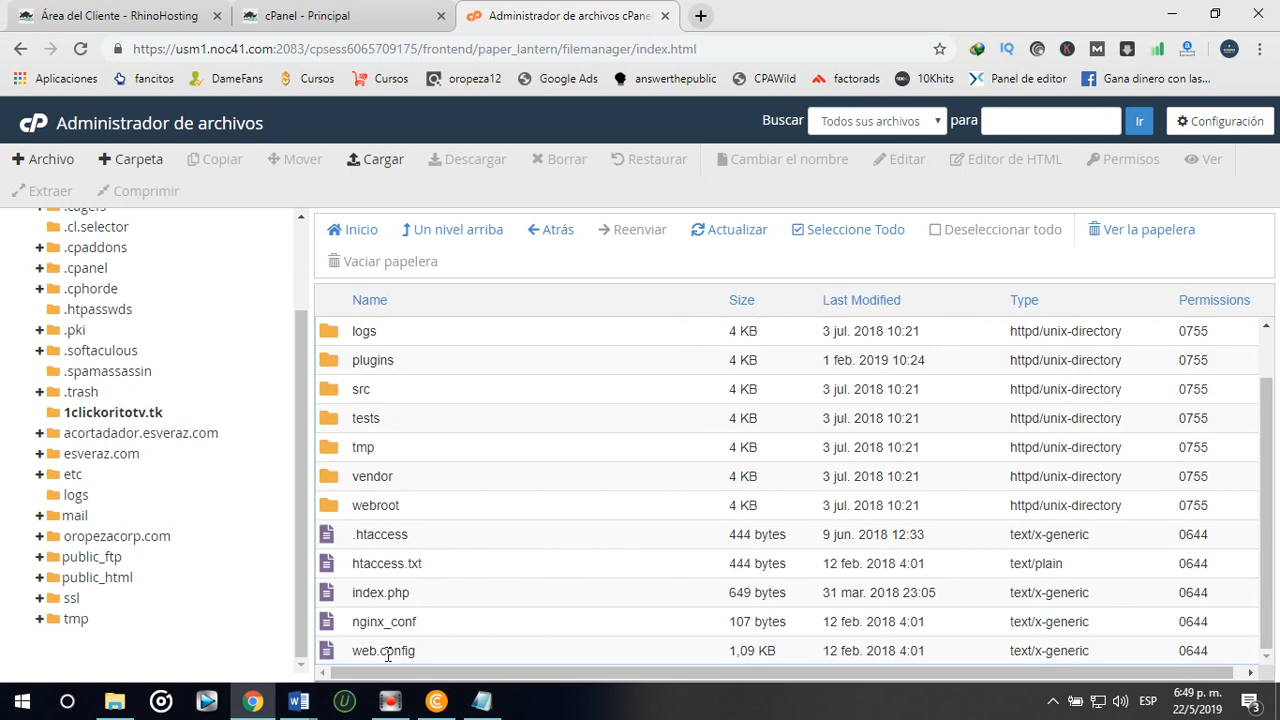 Área del Cliente - RhinoHosting
cPanel - Principal
Administrador de archivos cPane
https://usm1.noc41.com:2083/cpsess6065709175/frontend/paper_lantern/filemanager/index.html
Aplicaciones
fancitos
DameFans
Cursos
Cursos
oropeza12
Google Ads
answerthepublic
CPAWild
factorads
10Khits
Panel de editor
Gana dinero con las...
cP Administrador de archivos
Buscar
Todos sus archivos
para
Ir
Configuración
Archivo
Carpeta
Copiar
Mover
Cargar
Descargar
Borrar
Restaurar
Cambiar el nombre
Editar
Editor de HTML
Permisos
Ver
Extraer
Comprimir
.cl.selector
.cpaddons
.cpanel
.cphorde
.htpasswds
.pki
.softaculous
.spamassassin
.trash
1clickoritotv.tk
acortadador.esveraz.com
esveraz.com
etc
logs
mail
oropezacorp.com
public_ftp
public_html
ssl
tmp
Inicio
Un nivel arriba
Atrás
Reenviar
Actualizar
Seleccione Todo
Deseleccionar todo
Ver la papelera
Vaciar papelera
Name Size Last Modified Type Permissions
logs 4 KB 3 jul. 2018 10:21 httpd/unix-directory 0755
plugins 4 KB 1 feb. 2019 10:24 httpd/unix-directory 0755
src 4 KB 3 jul. 2018 10:21 httpd/unix-directory 0755
tests 4 KB 3 jul. 2018 10:21 httpd/unix-directory 0755
tmp 4 KB 3 jul. 2018 10:21 httpd/unix-directory 0755
vendor 4 KB 3 jul. 2018 10:21 httpd/unix-directory 0755
webroot 4 KB 3 jul. 2018 10:21 httpd/unix-directory 0755
.htaccess 444 bytes 9 jun. 2018 12:33 text/x-generic 0644
htaccess.txt 444 bytes 12 feb. 2018 4:01 text/plain 0644
index.php 649 bytes 31 mar. 2018 23:05 text/x-generic 0644
nginx_conf 107 bytes 12 feb. 2018 4:01 text/x-generic 0644
web.config 1,09 KB 12 feb. 2018 4:01 text/x-generic 0644
ESP
6:49 p. m.
22/5/2019
3